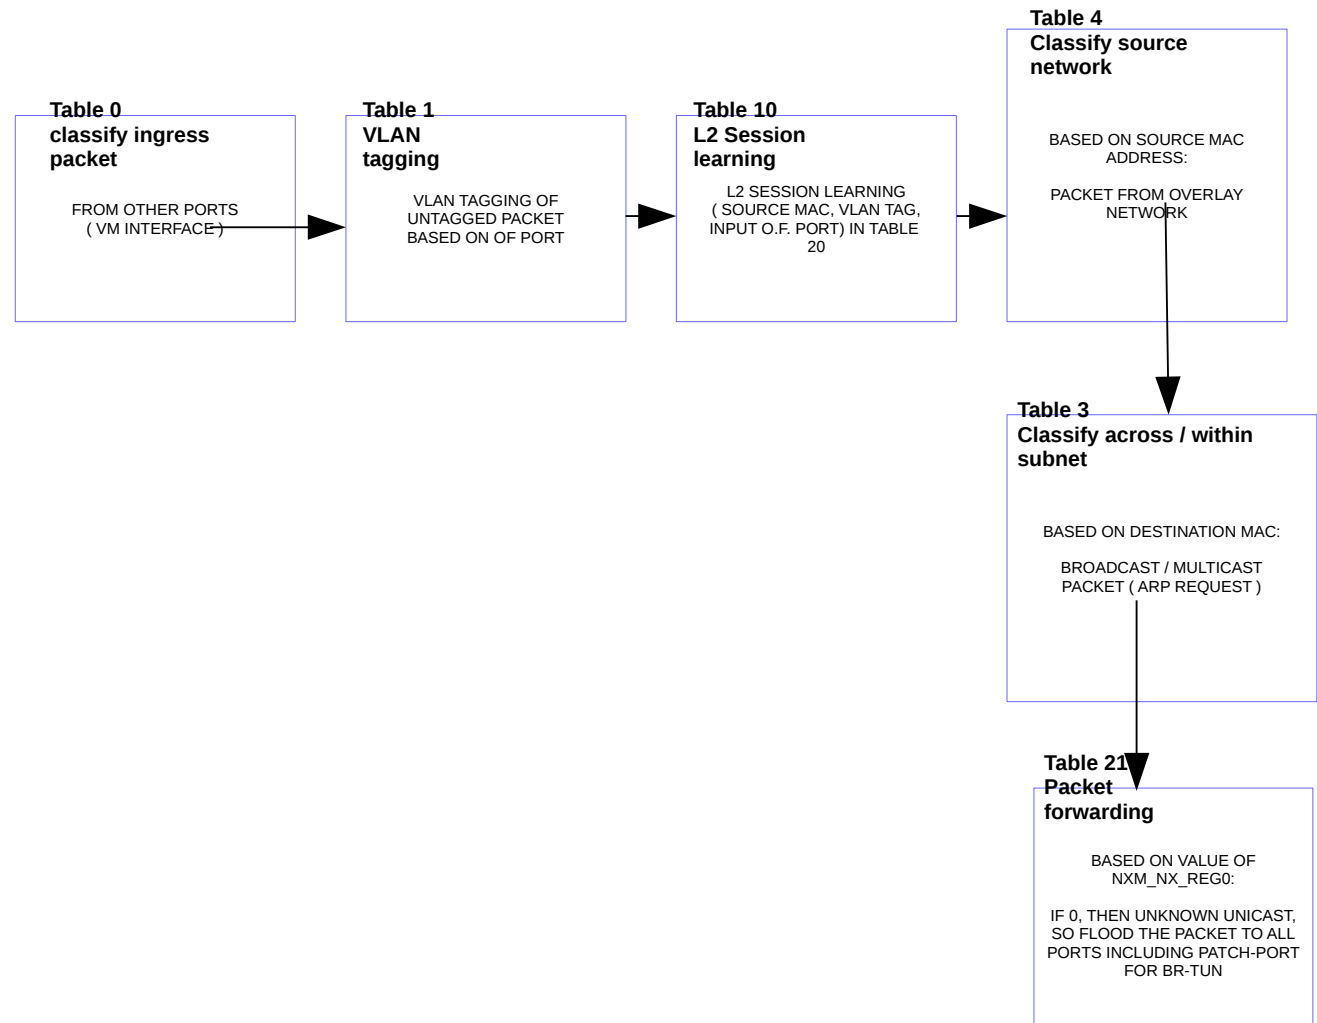 Table 0
classify ingress
packet
FROM OTHER PORTS
( VM INTERFACE )
Table 1
VLAN
tagging
VLAN TAGGING OF
UNTAGGED PACKET
BASED ON OF PORT
Table 10
L2 Session
learning
L2 SESSION LEARNING
( SOURCE MAC, VLAN TAG,
INPUT O.F. PORT) IN TABLE
20
Table 4
Classify source
network
BASED ON SOURCE MAC
ADDRESS:
PACKET FROM OVERLAY
NETWORK
Table 3
Classify across / within
subnet
BASED ON DESTINATION MAC:
BROADCAST / MULTICAST
PACKET ( ARP REQUEST )
Table 21
Packet
forwarding
BASED ON VALUE OF
NXM_NX_REG0:
IF 0, THEN UNKNOWN UNICAST,
SO FLOOD THE PACKET TO ALL
PORTS INCLUDING PATCH-PORT
FOR BR-TUN